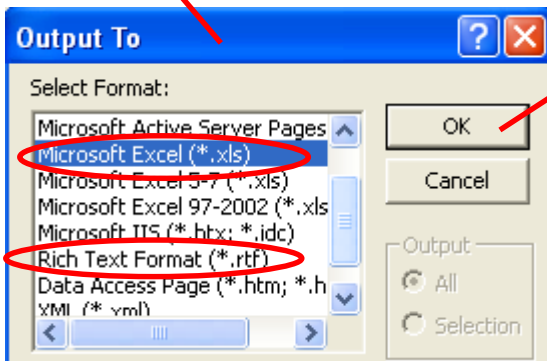 Output To
Select Format:
Microsoft Active Server Pages
Microsoft Excel (*.xls)
Microsoft Excel 5-7 (*.xls)
Microsoft Excel 97-2002 (*.xls
Microsoft IIS (*.htx; *.idc)
Rich Text Format (*.rtf)
Data Access Page (*.htm; *.h
XML (*.xml)
OK
Cancel
Output
All
Selection